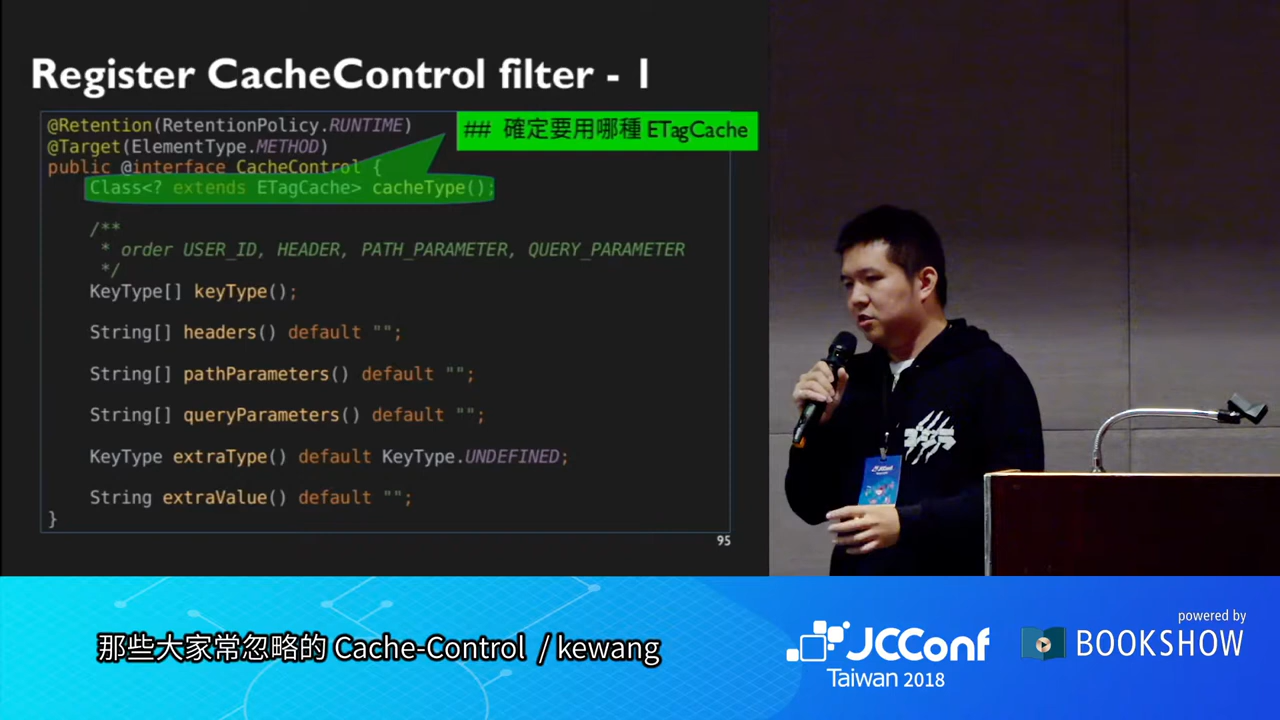 Register CacheControl filter - 1
## 確定要用哪種 ETagCache
@Retention(RetentionPolicy.RUNTIME)
@Target(ElementType.METHOD)
public @interface CacheControl {
Class<? extends ETagCache> cacheType();
/**
* order USER_ID, HEADER, PATH_PARAMETER, QUERY_PARAMETER
*/
KeyType[] keyType();
String[] headers() default "";
String[] pathParameters() default "";
String[] queryParameters() default "";
KeyType extraType() default KeyType.UNDEFINED;
String extraValue() default "";
}
95
那些大家常忽略的 Cache-Control / kewang
JCConf
Taiwan 2018
powered by
BOOKSHOW